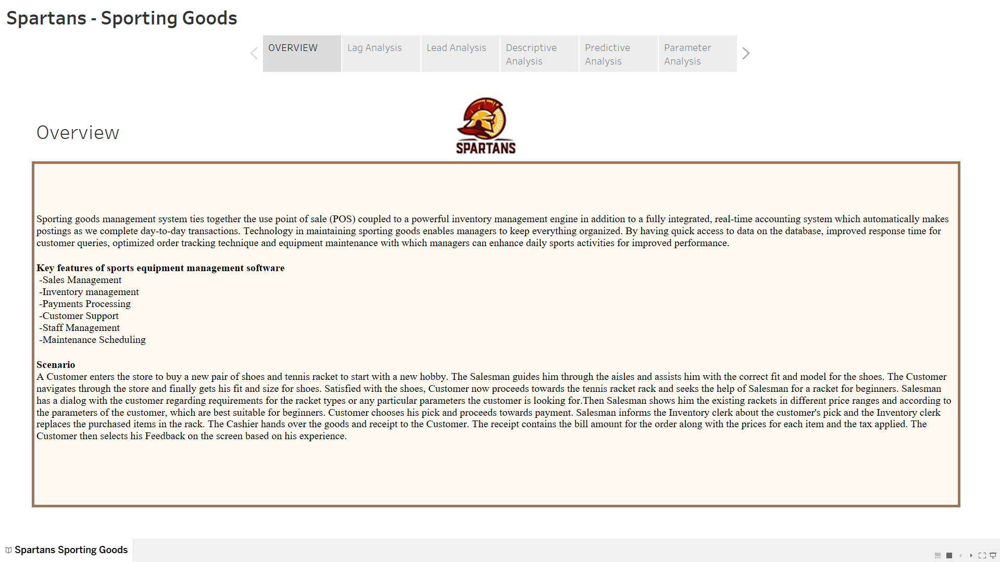 Spartans - Sporting Goods
OVERVIEW
Lag Analysis
Lead Analysis
Descriptive
Analysis
Predictive
Analysis
Parameter
Analysis
SPARTANS
Overview
Sporting goods management system ties together the use point of sale (POS) coupled to a powerful inventory management engine in addition to a fully integrated, real-time accounting system which automatically makes
postings as we complete day-to-day transactions. Technology in maintaining sporting goods enables managers to keep everything organized. By having quick access to data on the database, improved response time for
customer queries, optimized order tracking technique and equipment maintenance with which managers can enhance daily sports activities for improved performance.
Key features of sports equipment management software
-Sales Management
-Inventory management
-Payments Processing
-Customer Support
-Staff Management
-Maintenance Scheduling
Scenario
A Customer enters the store to buy a new pair of shoes and tennis racket to start with a new hobby. The Salesman guides him through the aisles and assists him with the correct fit and model for the shoes. The Customer
navigates through the store and finally gets his fit and size for shoes. Satisfied with the shoes, Customer now proceeds towards the tennis racket rack and seeks the help of Salesman for a racket for beginners. Salesman
has a dialog with the customer regarding requirements for the racket types or any particular parameters the customer is looking for.Then Salesman shows him the existing rackets in different price ranges and according to
the parameters of the customer, which are best suitable for beginners. Customer chooses his pick and proceeds towards payment. Salesman informs the Inventory clerk about the customer's pick and the Inventory clerk
replaces the purchased items in the rack. The Cashier hands over the goods and receipt to the Customer. The receipt contains the bill amount for the order along with the prices for each item and the tax applied. The
Customer then selects his Feedback on the screen based on his experience.
Spartans Sporting Goods